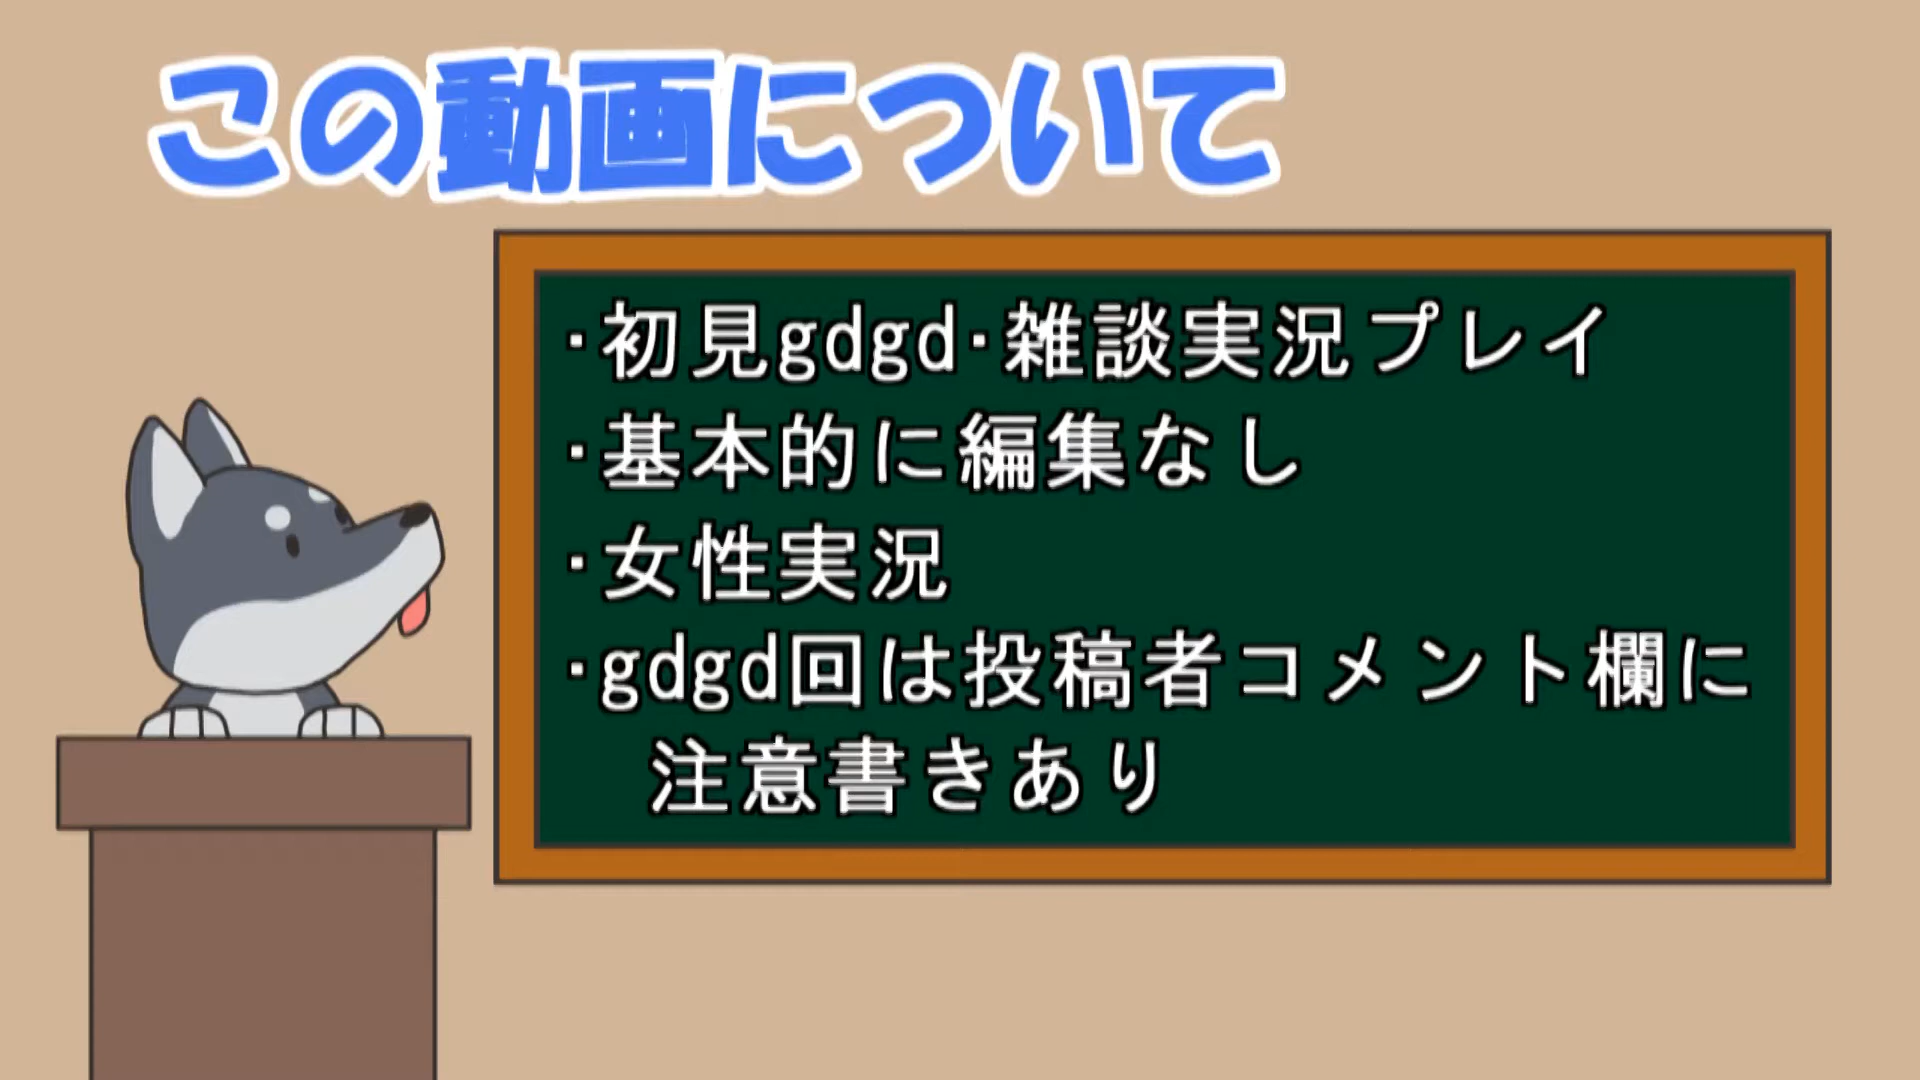 この動画について
・初見gdgd・雑談実況プレイ
・基本的に編集なし
・女性実況
・gdgd回は投稿者コメント欄に
注意書きあり